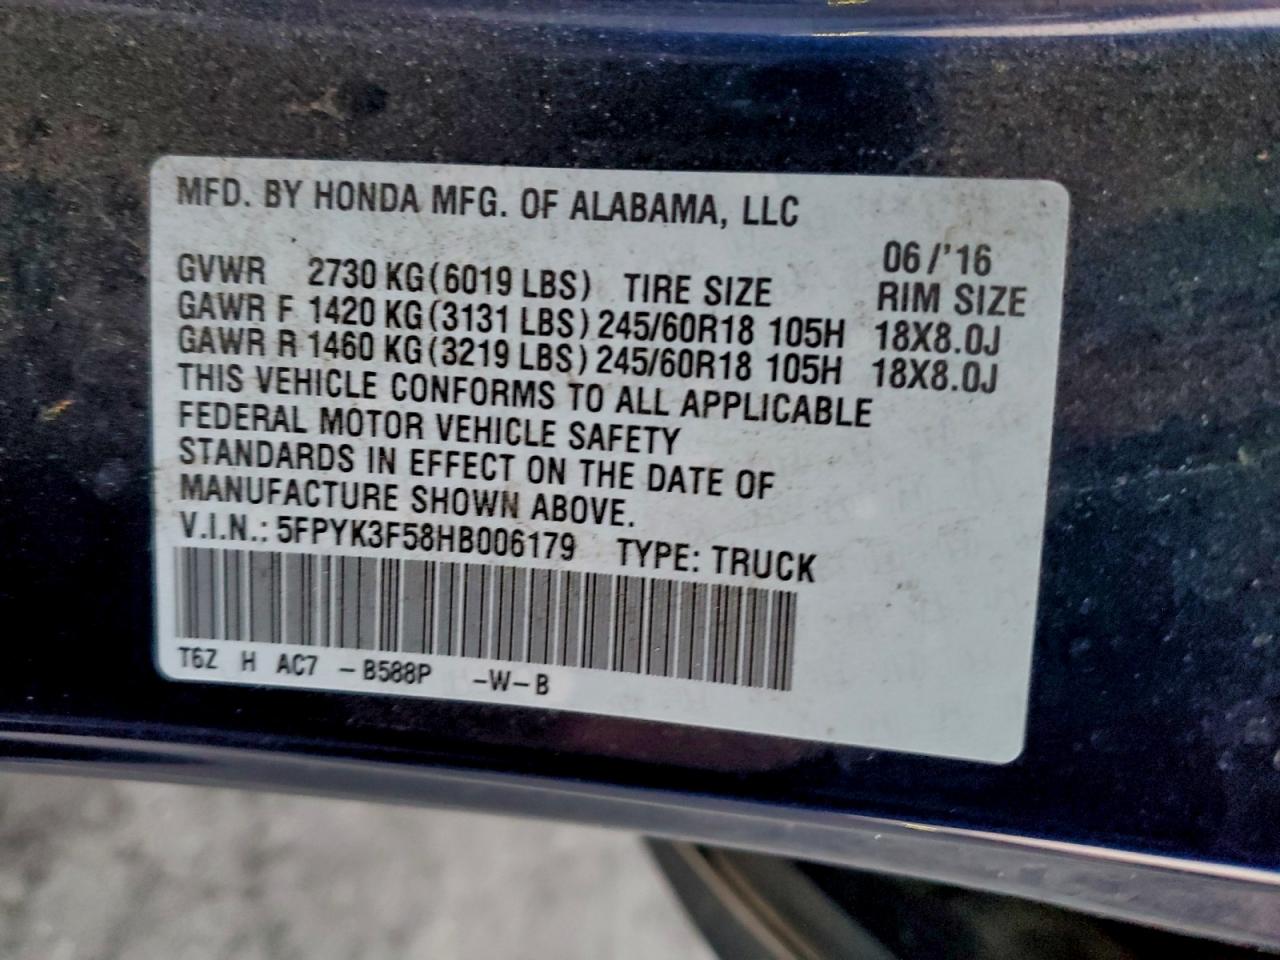 MFD. BY HONDA MFG. OF ALABAMA, LLC
06/'16
GVWR 2730 KG(6019 LBS) TIRE SIZE RIM SIZE
GAWR F 1420 KG(3131 LBS) 245/60R18 105H 18X8.0J
GAWR R 1460 KG(3219 LBS) 245/60R18 105H 18X8.0J
THIS VEHICLE CONFORMS TO ALL APPLICABLE
FEDERAL MOTOR VEHICLE SAFETY
STANDARDS IN EFFECT ON THE DATE OF
MANUFACTURE SHOWN ABOVE.
V.I.N.: 5FPYK3F58HB006179 TYPE: TRUCK
T6Z H AC7 -B588P -W-B